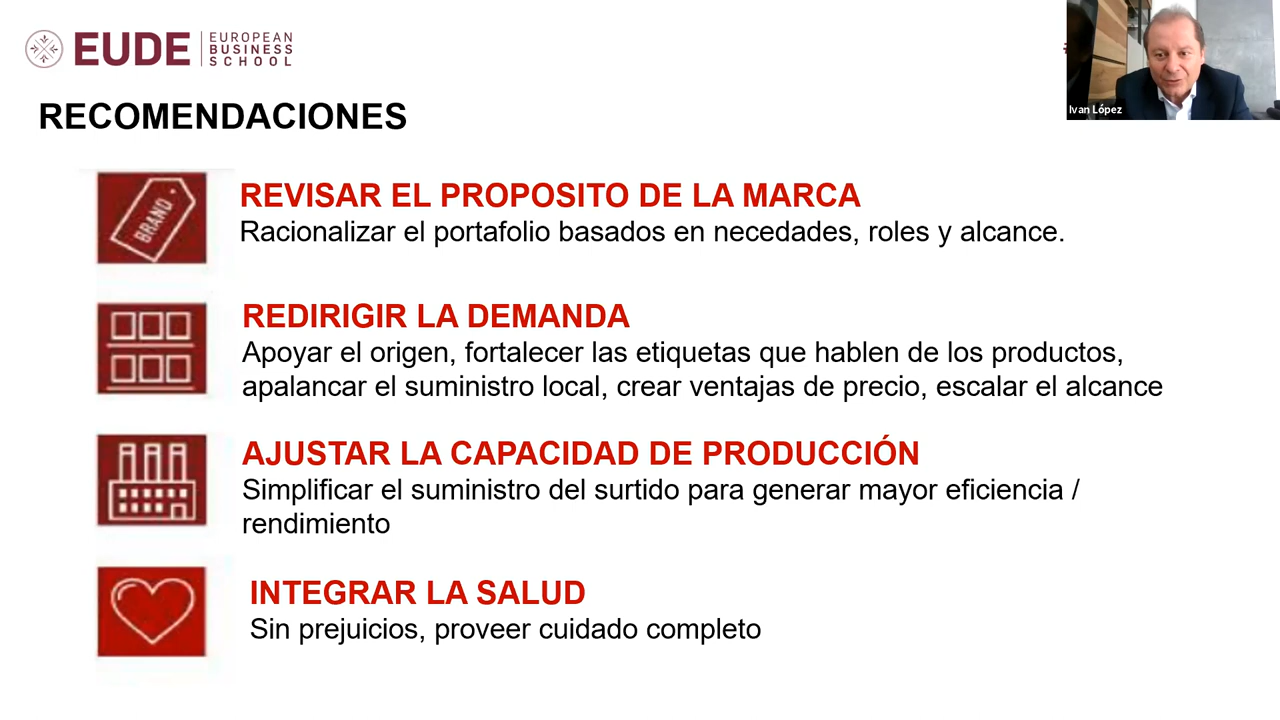 EUDE
EUROPEAN
BUSINESS
SCHOOL
Ivan López
RECOMENDACIONES
BRAND
REVISAR EL PROPOSITO DE LA MARCA
Racionalizar el portafolio basados en necedades, roles y alcance.
REDIRIGIR LA DEMANDA
Apoyar el origen, fortalecer las etiquetas que hablen de los productos,
apalancar el suministro local, crear ventajas de precio, escalar el alcance
AJUSTAR LA CAPACIDAD DE PRODUCCIÓN
Simplificar el suministro del surtido para generar mayor eficiencia /
rendimiento
INTEGRAR LA SALUD
Sin prejuicios, proveer cuidado completo